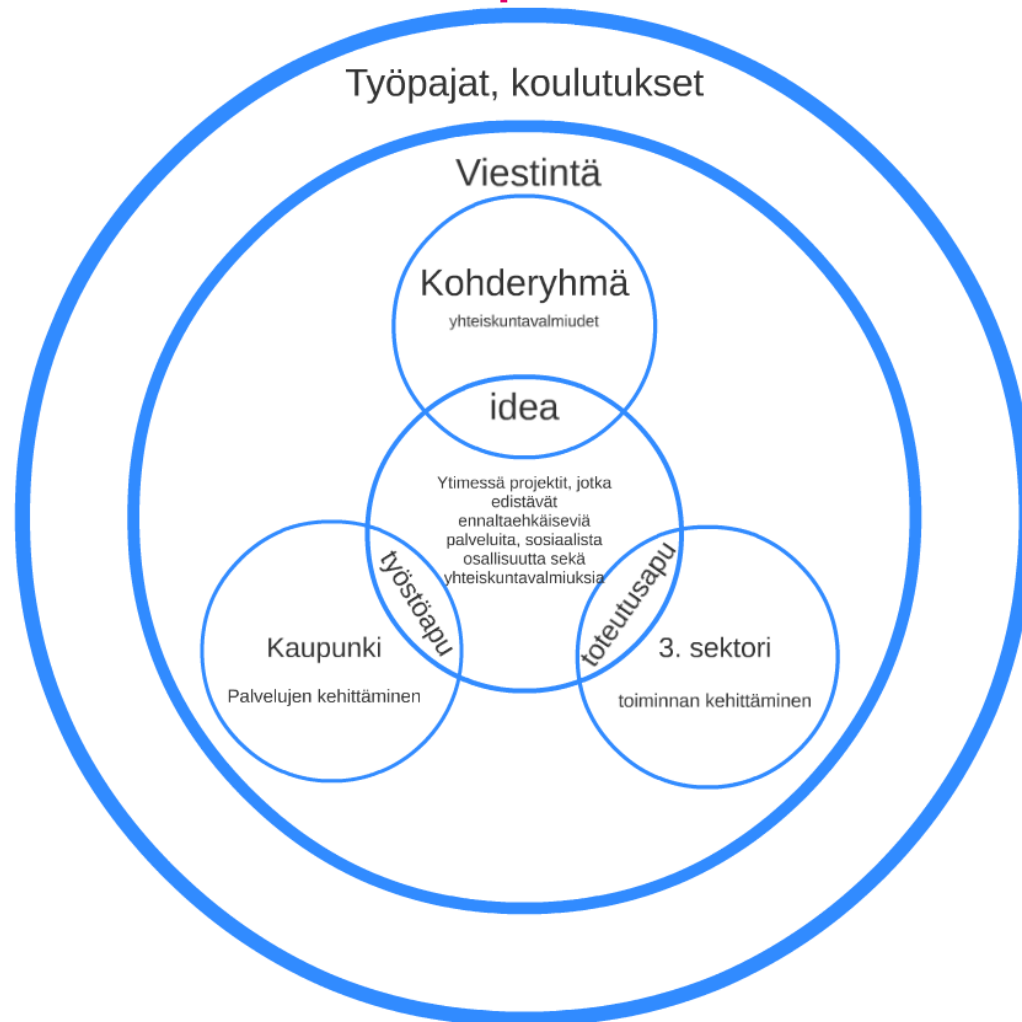 Työpajat, koulutukset
Viestintä
Kohderyhmä
yhteiskuntavalmiudet
idea
Ytimessä projektit, jotka
edistävät
ennaltaehkäiseviä
palveluita, sosiaalista
osallisuutta sekä
yhteiskuntavalmiuksia
työstöapu
toteutusapu
Kaupunki
Palvelujen kehittäminen
3. sektori
toiminnan kehittäminen